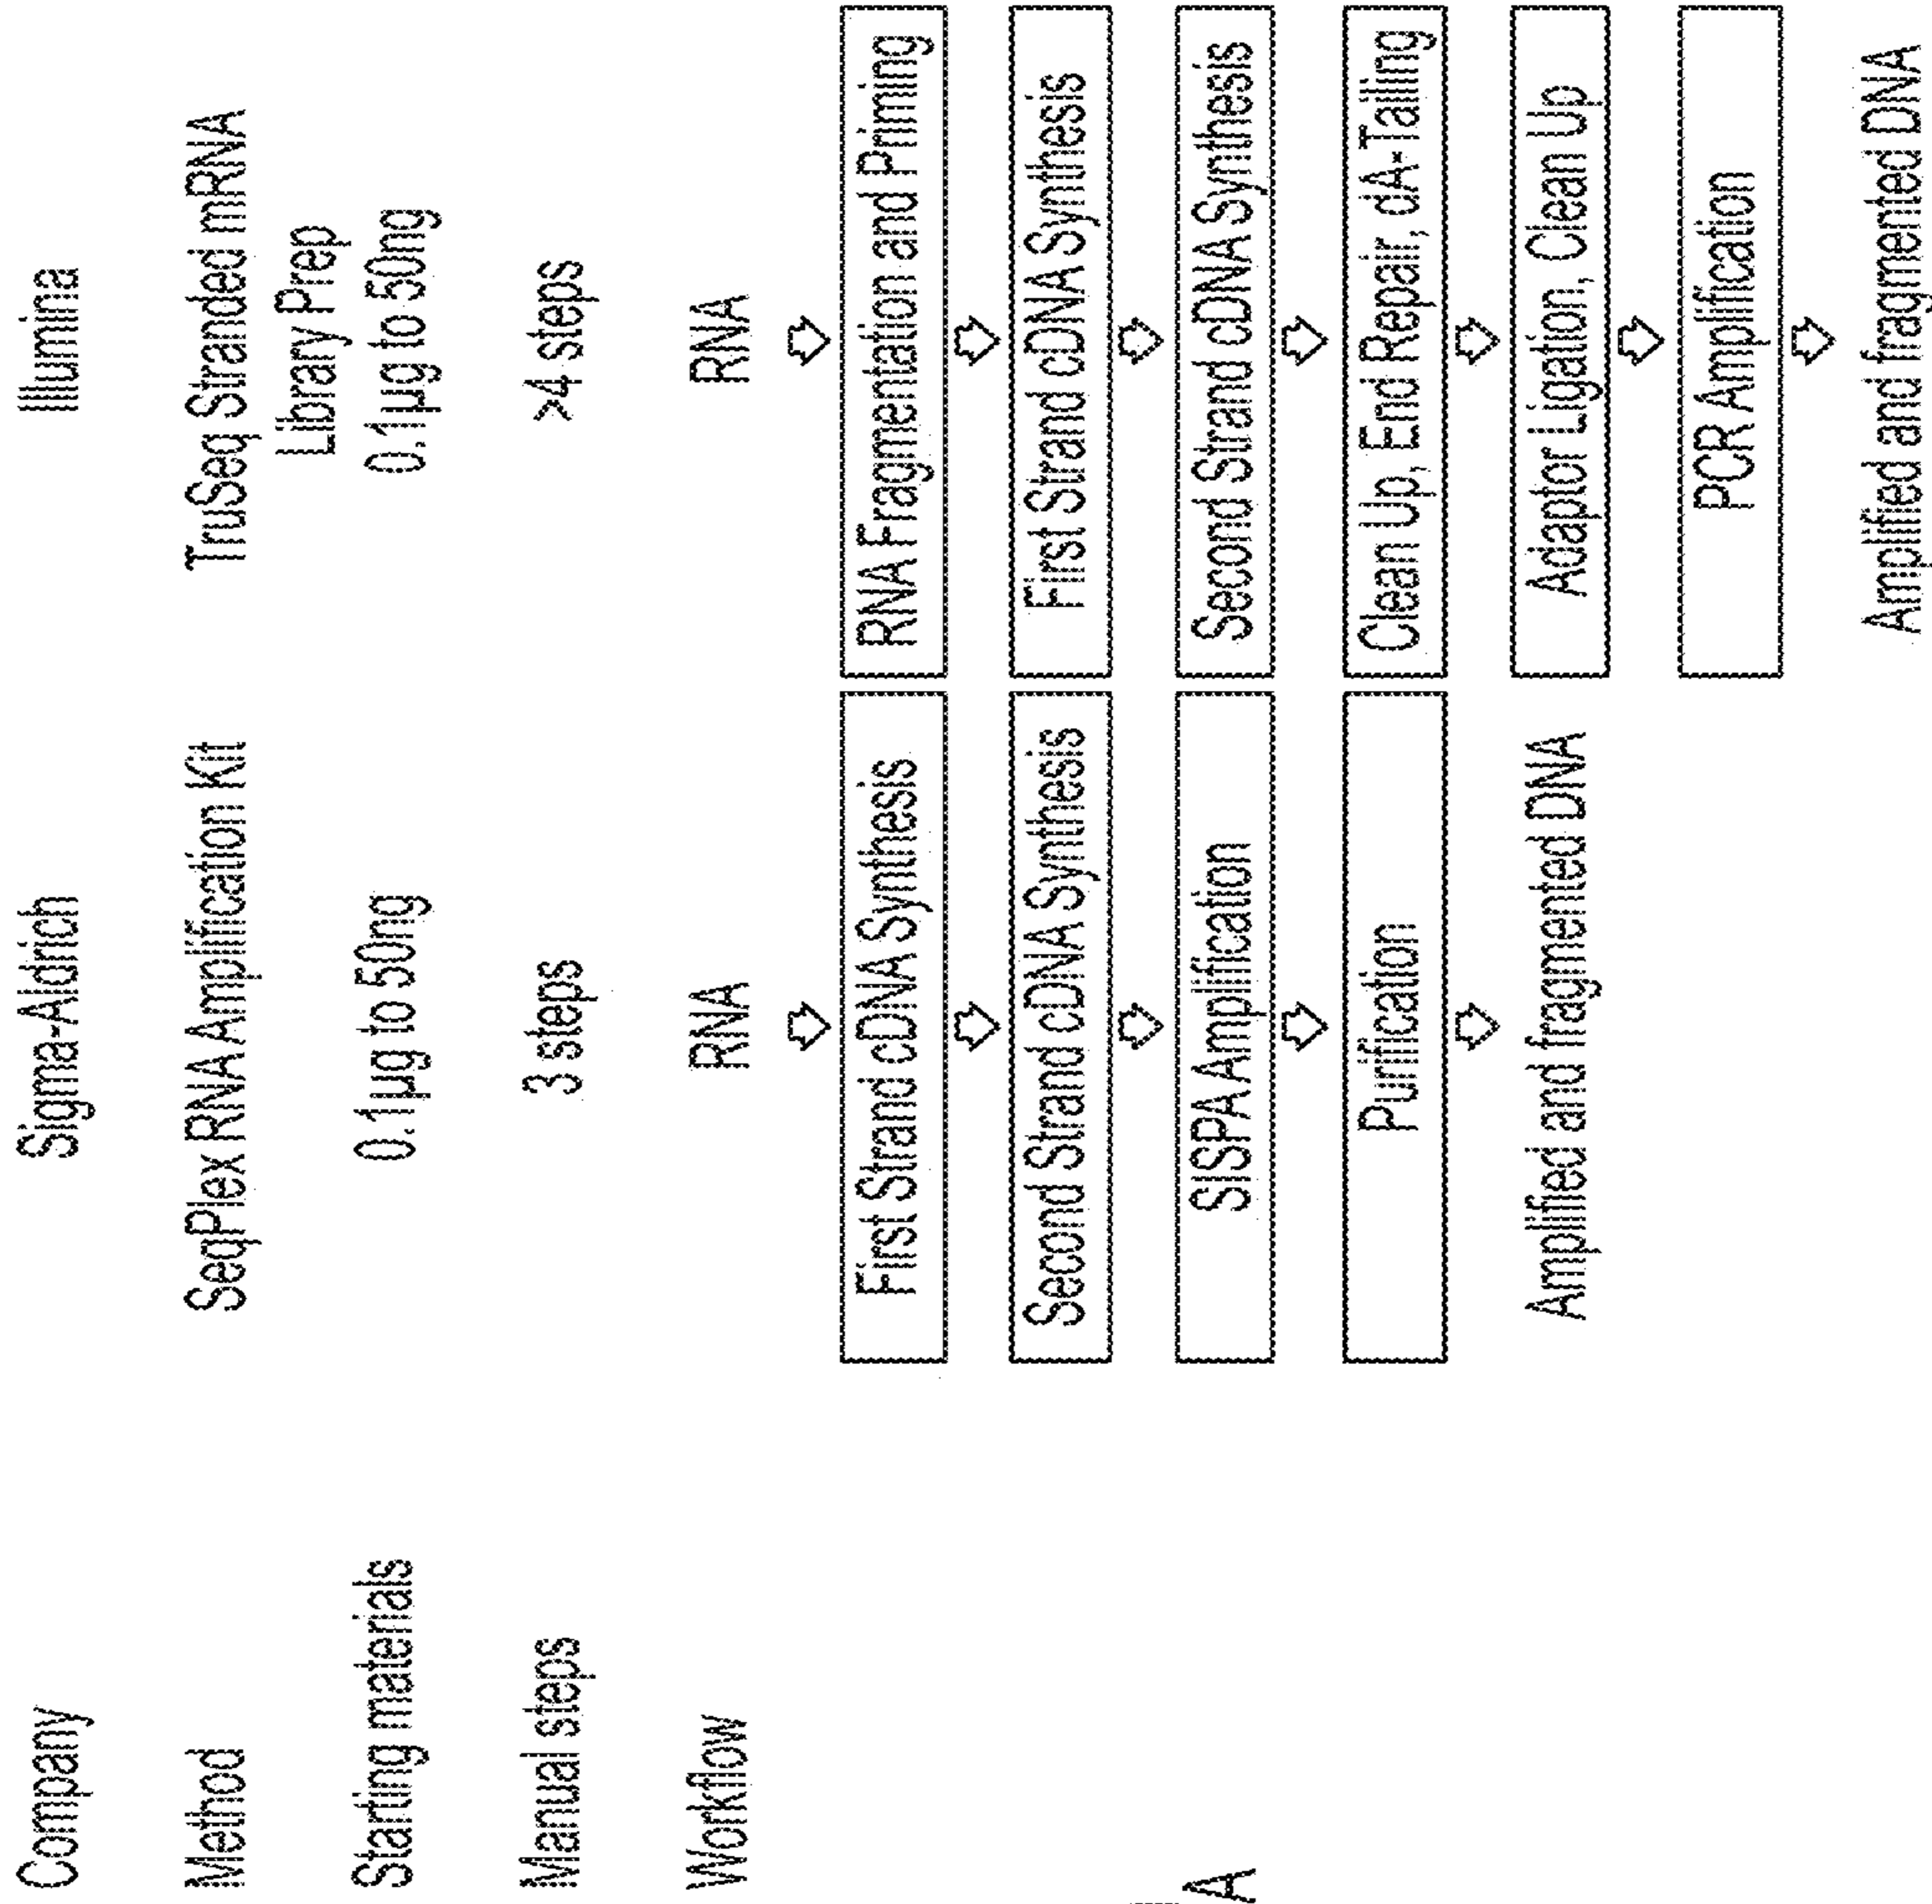 Company
Sigma-Aldrich
Illumina
Method
SeqPlex RNA Amplification Kit
TruSeq Stranded mRNA
Library Prep
Starting materials
0.1µg to 50ng
0.1µg to 50ng
Manual steps
3 steps
>4 steps
Workflow
RNA
RNA
First Strand cDNA Synthesis
RNA Fragmentation and Priming
Second Strand cDNA Synthesis
First Strand cDNA Synthesis
SISPA Amplification
Second Strand cDNA Synthesis
Purification
Clean Up, End Repair, dA-Tailing
Amplified and fragmented DNA
Adaptor Ligation, Clean Up
PCR Amplification
Amplified and fragmented DNA